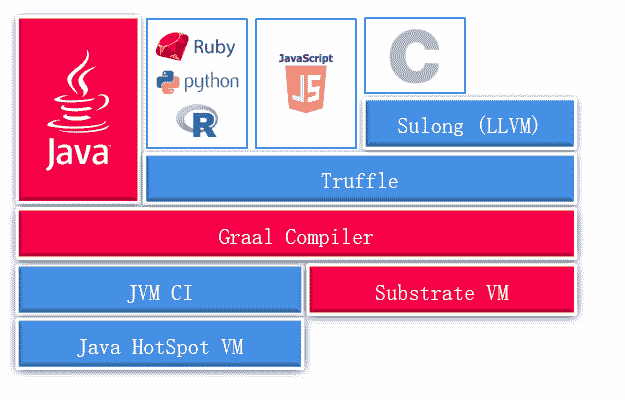 Java
Ruby
python
R
JavaScript
JS
C
Sulong (LLVM)
Truffle
Graal Compiler
JVM CI
Substrate VM
Java HotSpot VM